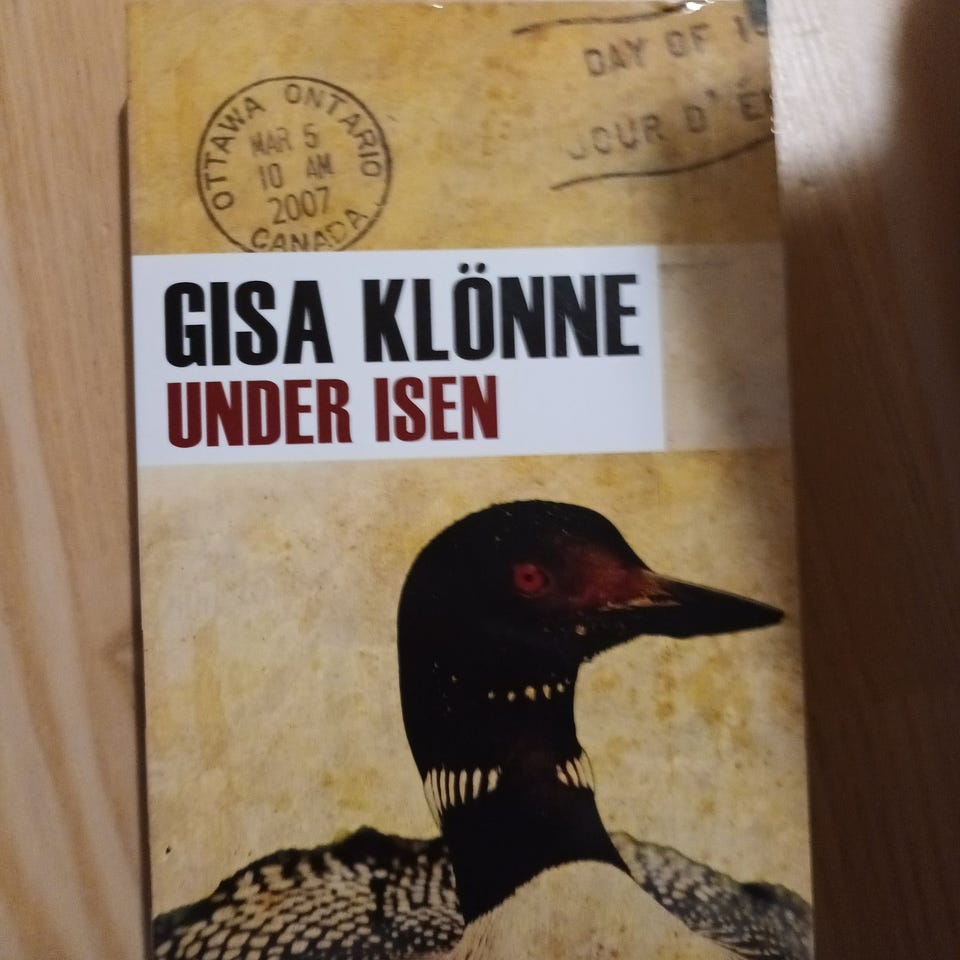 OTTAWA ONTARIO
MAR 5
10 AM
2007
CANADA
DAY OF
JOUR D'
GISA KLÖNNE
UNDER ISEN